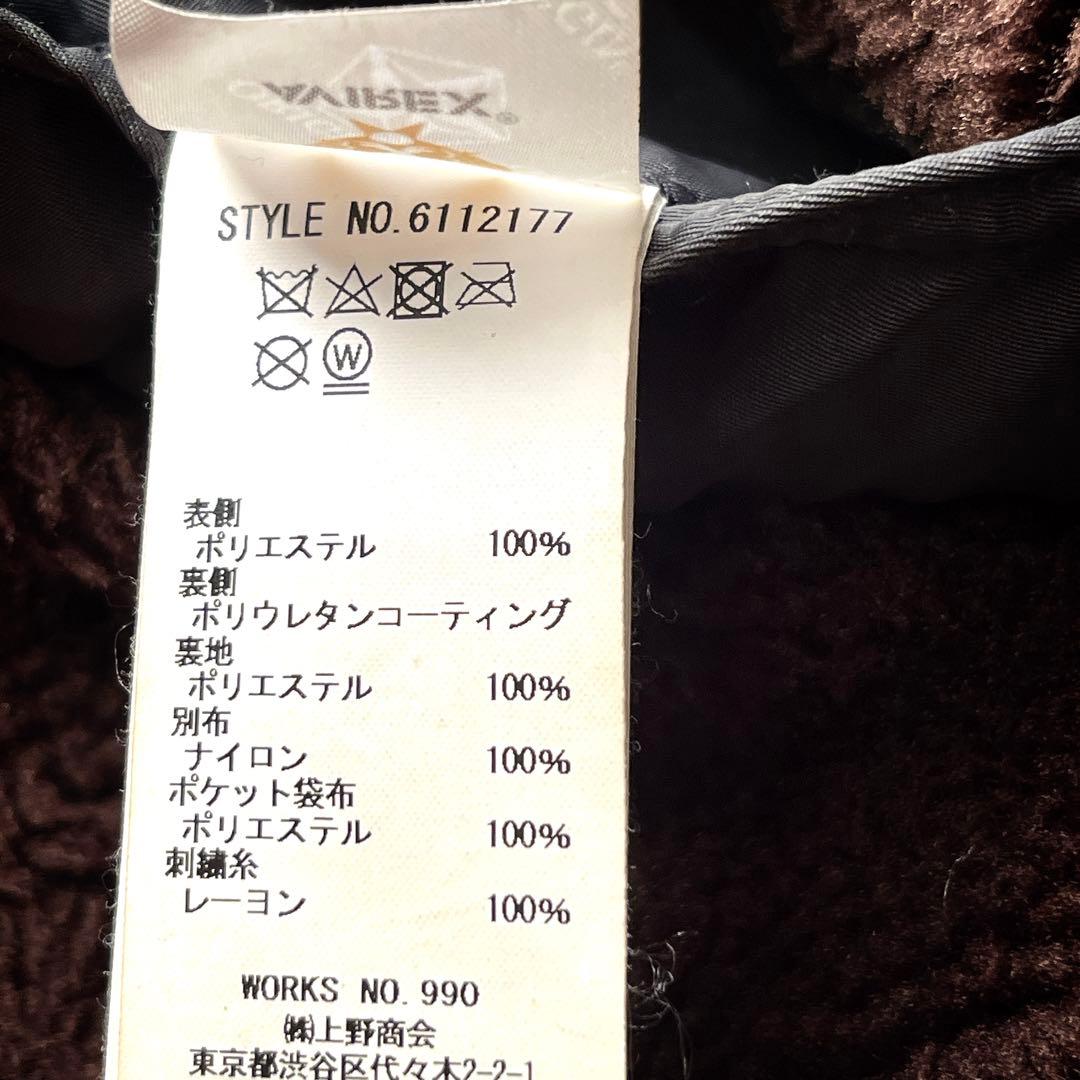 AVIREX
STYLE NO.6112177
W
表側
ポリエステル 100%
裏側
ポリウレタンコーティング
裏地
ポリエステル 100%
別布
ナイロン 100%
ポケット袋布
ポリエステル 100%
刺繍糸
レーヨン 100%
WORKS NO.990
㈱上野商会
東京都渋谷区代々木2-2-1